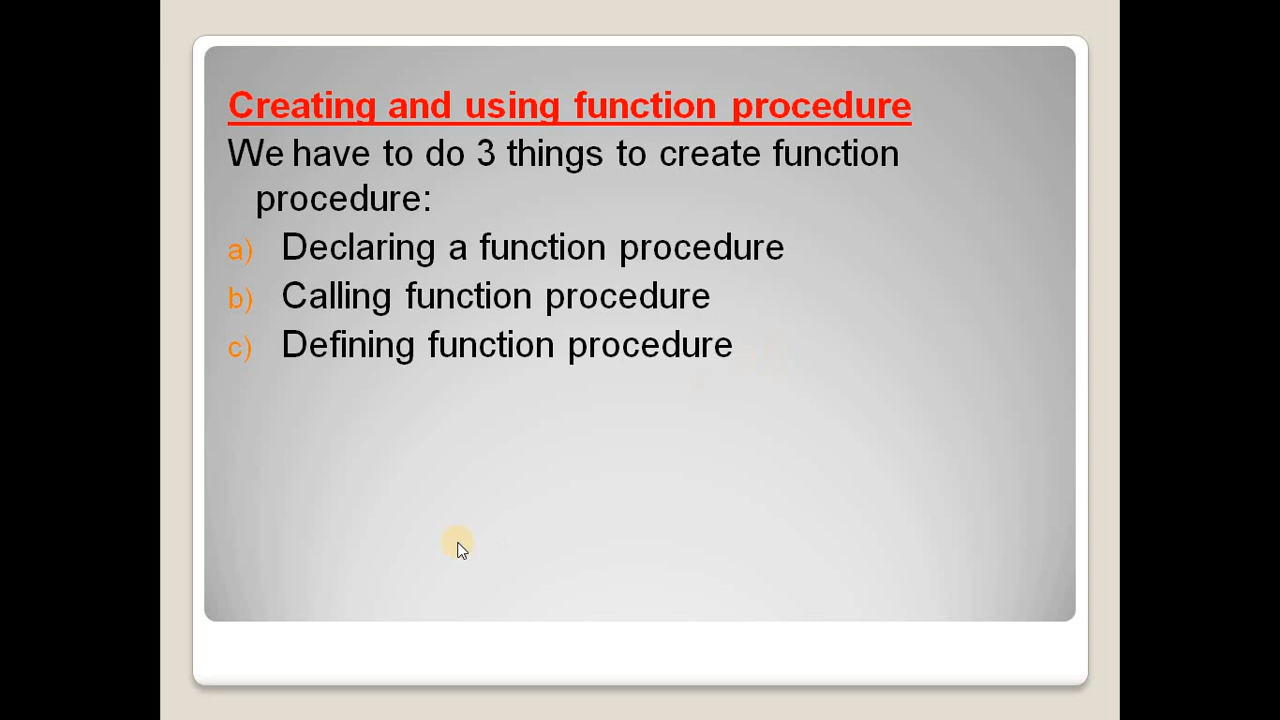 Creating and using function procedure
We have to do 3 things to create function
procedure:
a) Declaring a function procedure
b) Calling function procedure
c) Defining function procedure